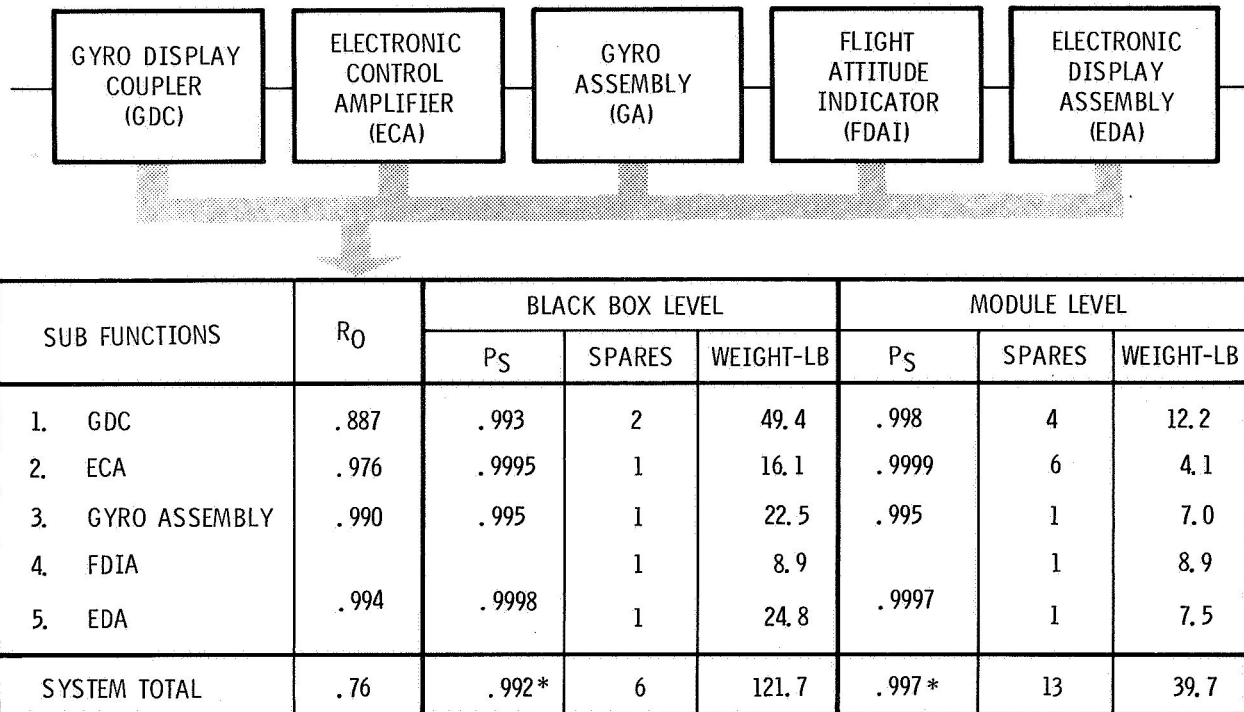 GYRO DISPLAY
COUPLER
(GDC)
ELECTRONIC
CONTROL
AMPLIFIER
(ECA)
GYRO
ASSEMBLY
(GA)
FLIGHT
ATTITUDE
INDICATOR
(FDAI)
ELECTRONIC
DISPLAY
ASSEMBLY
(EDA)
SUB FUNCTIONS R0 BLACK BOX LEVEL MODULE LEVEL
PS SPARES WEIGHT-LB PS SPARES WEIGHT-LB
1. GDC .887 .993 2 49.4 .998 4 12.2
2. ECA .976 .9995 1 16.1 .9999 6 4.1
3. GYRO ASSEMBLY .990 .995 1 22.5 .995 1 7.0
4. FDIA 1 8.9 1 8.9
.994 .9998 .9997
5. EDA 1 24.8 1 7.5
SYSTEM TOTAL .76 .992* 6 121.7 .997* 13 39.7